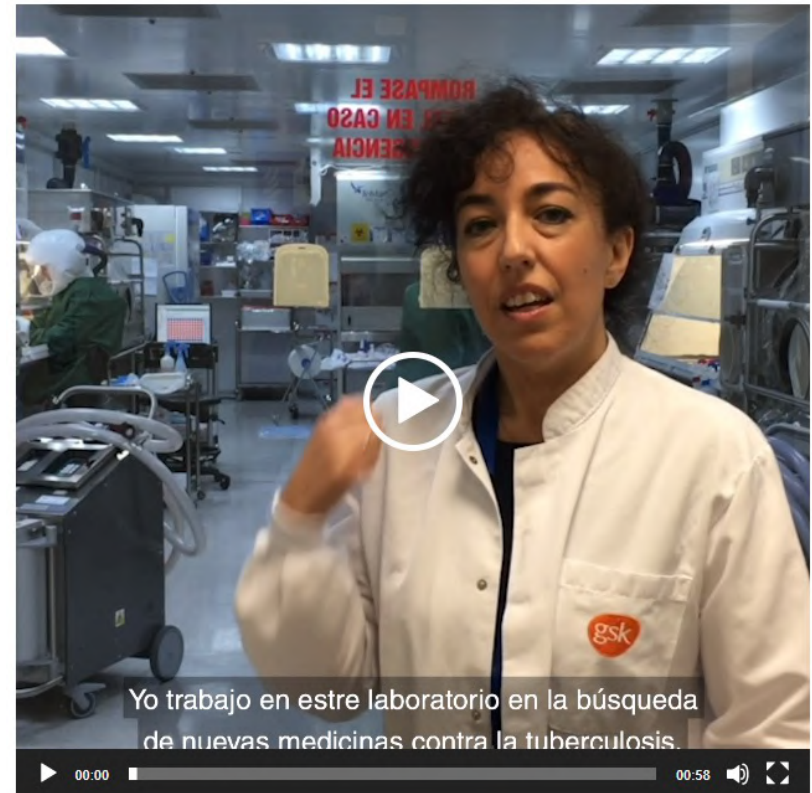 ROMPASE EL
EN CASO
gsk
Yo trabajo en estre laboratorio en la búsqueda
de nuevas medicinas contra la tuberculosis.
00:00 00:58